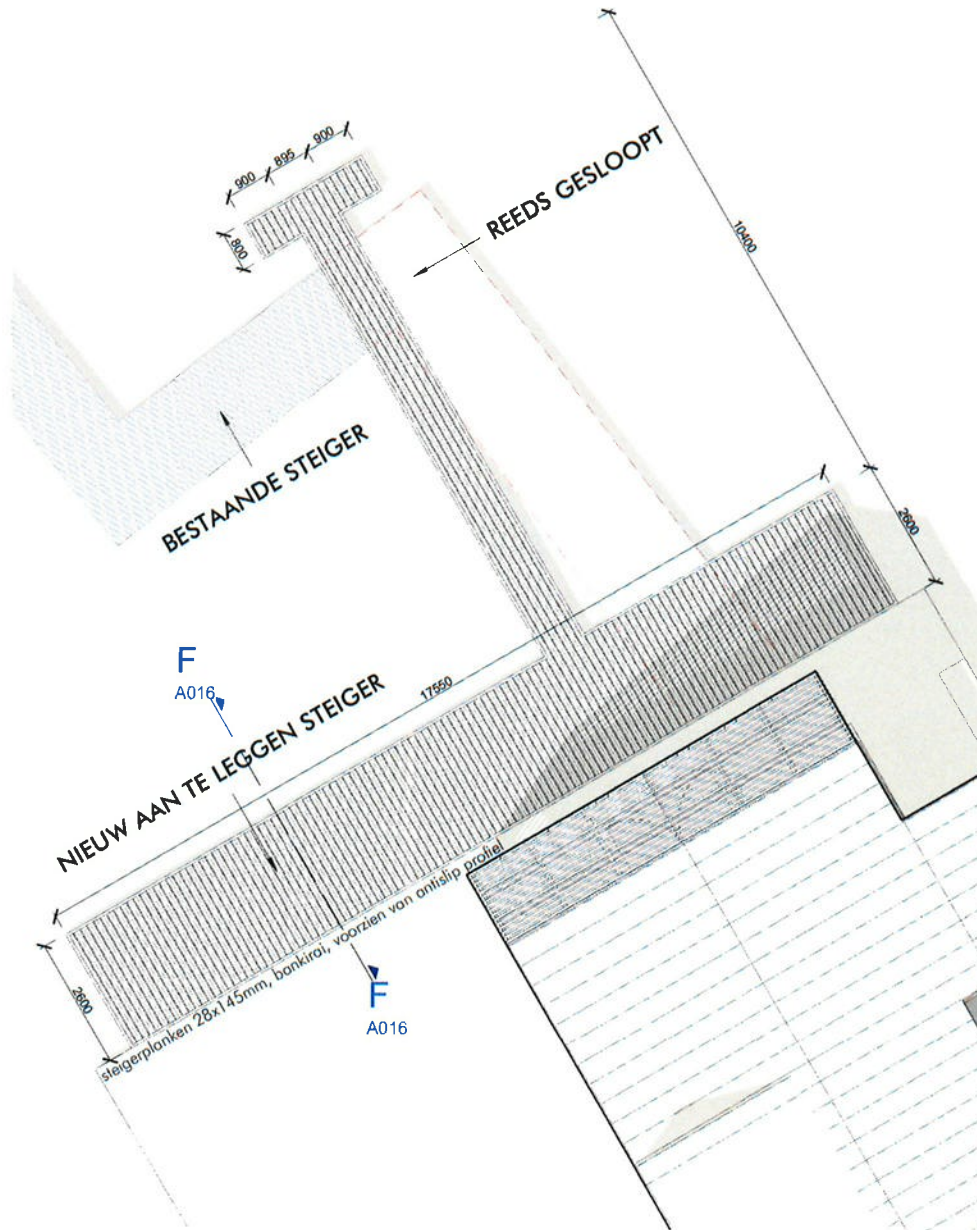 900
895
900
800
REEDS GESLOOPT
10400
BESTAANDE STEIGER
2600
F
A016
17550
NIEUW AAN TE LEGGEN STEIGER
steigerplanken 28x145mm, bankirai, voorzien van antislip profiel
2600
F
A016